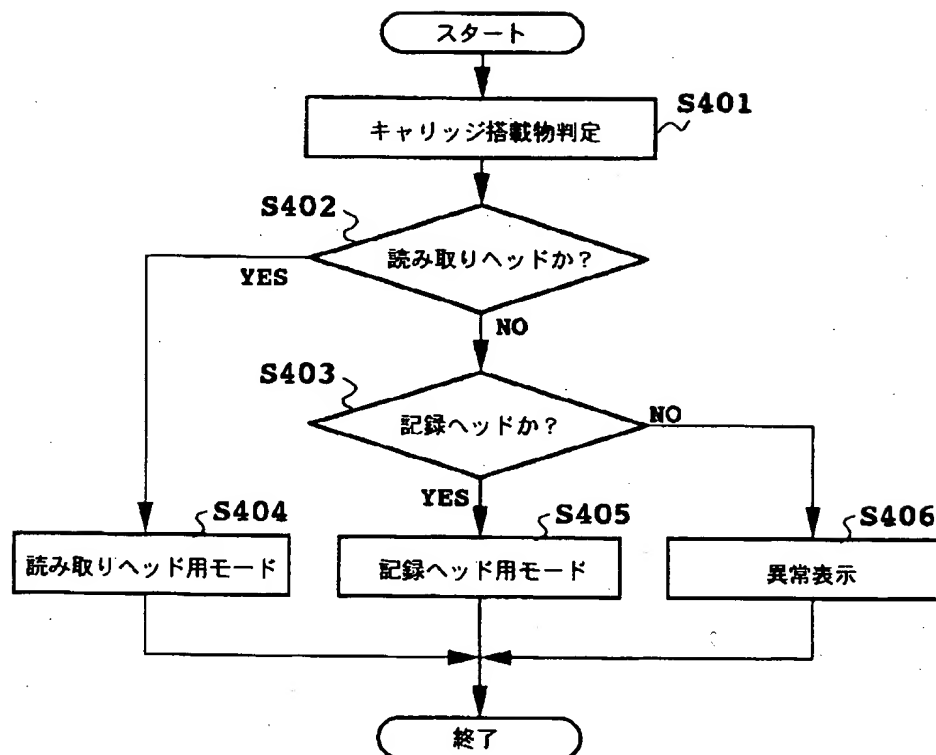 スタート
S401
キャリッジ搭載物判定
S402
読み取りヘッドか？
YES
NO
S403
記録ヘッドか？
NO
YES
S404
読み取りヘッド用モード
S405
記録ヘッド用モード
S406
異常表示
終了